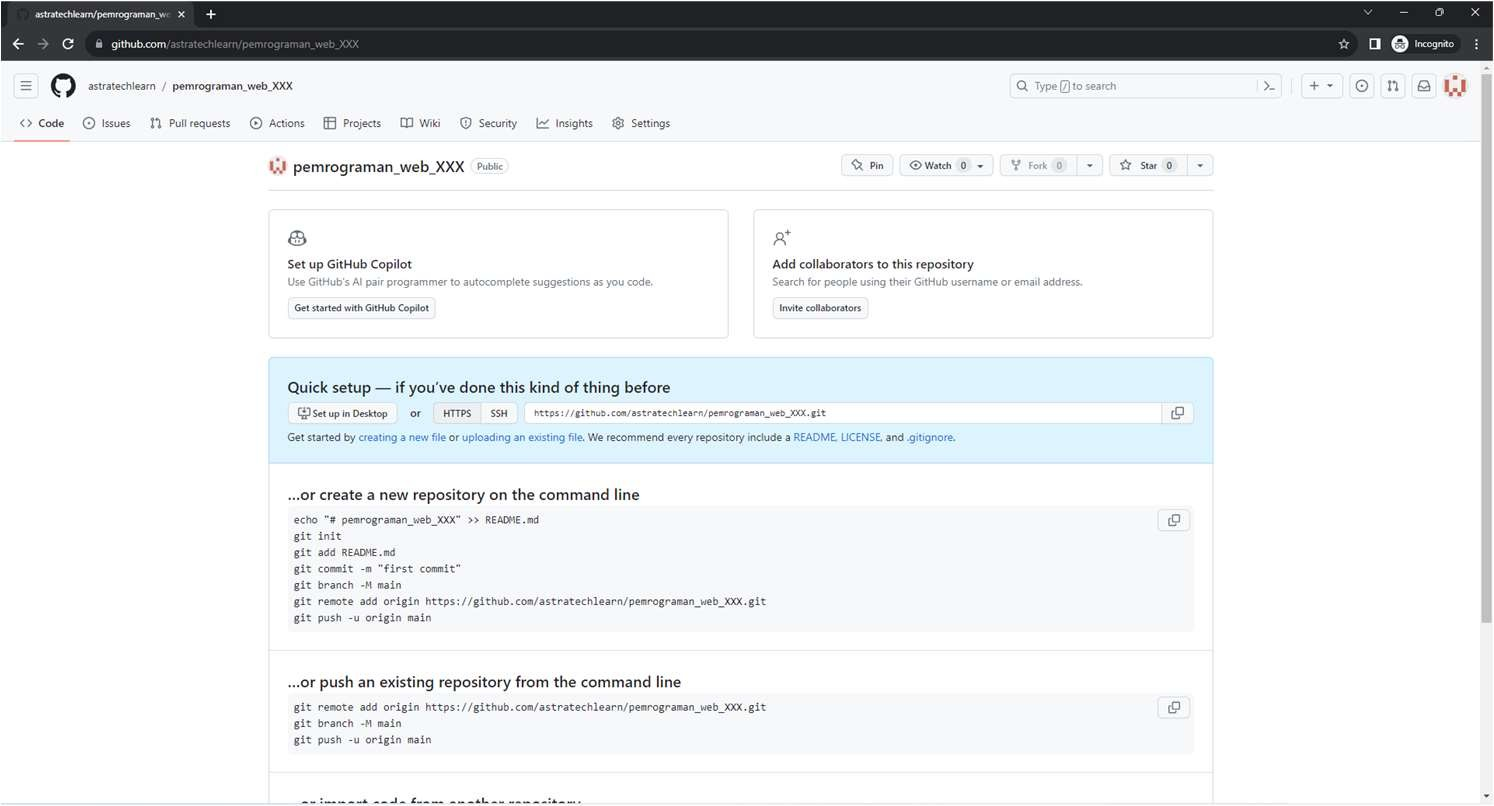 astratechlearn/pemrograman_we
github.com/astratechlearn/pemrograman_web_XXX
Incognito
astratechlearn / pemrograman_web_XXX
Type / to search
Code
Issues
Pull requests
Actions
Projects
Wiki
Security
Insights
Settings
pemrograman_web_XXX Public
Pin
Watch 0
Fork 0
Star 0
Set up GitHub Copilot
Use GitHub's AI pair programmer to autocomplete suggestions as you code.
Get started with GitHub Copilot
Add collaborators to this repository
Search for people using their GitHub username or email address.
Invite collaborators
Quick setup — if you've done this kind of thing before
Set up in Desktop or HTTPS SSH https://github.com/astratechlearn/pemrograman_web_XXX.git
Get started by creating a new file or uploading an existing file. We recommend every repository include a README, LICENSE, and .gitignore.
…or create a new repository on the command line
echo "# pemrograman_web_XXX" >> README.md
git init
git add README.md
git commit -m "first commit"
git branch -M main
git remote add origin https://github.com/astratechlearn/pemrograman_web_XXX.git
git push -u origin main
…or push an existing repository from the command line
git remote add origin https://github.com/astratechlearn/pemrograman_web_XXX.git
git branch -M main
git push -u origin main
…or import code from another repository